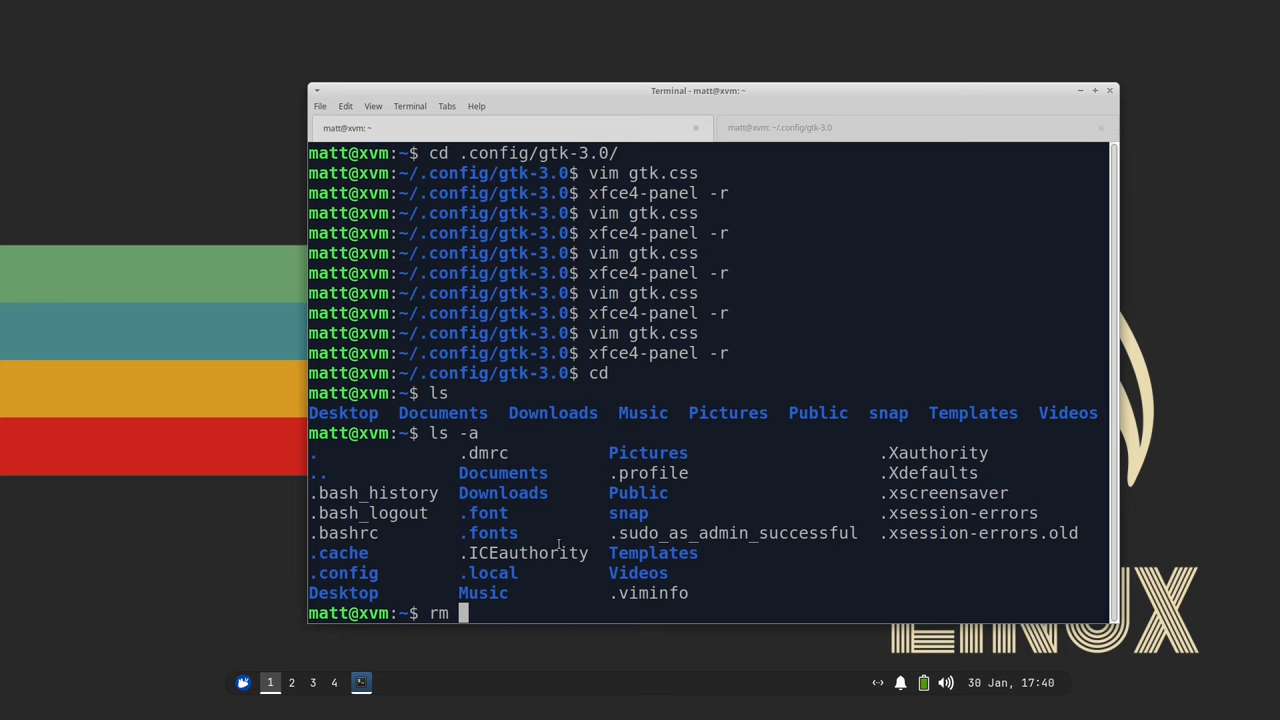 Terminal - matt@xvm: ~
File Edit View Terminal Tabs Help
matt@xvm: ~ matt@xvm: ~/.config/gtk-3.0
matt@xvm:~$ cd .config/gtk-3.0/
matt@xvm:~/.config/gtk-3.0$ vim gtk.css
matt@xvm:~/.config/gtk-3.0$ xfce4-panel -r
matt@xvm:~/.config/gtk-3.0$ vim gtk.css
matt@xvm:~/.config/gtk-3.0$ xfce4-panel -r
matt@xvm:~/.config/gtk-3.0$ vim gtk.css
matt@xvm:~/.config/gtk-3.0$ xfce4-panel -r
matt@xvm:~/.config/gtk-3.0$ vim gtk.css
matt@xvm:~/.config/gtk-3.0$ xfce4-panel -r
matt@xvm:~/.config/gtk-3.0$ vim gtk.css
matt@xvm:~/.config/gtk-3.0$ xfce4-panel -r
matt@xvm:~/.config/gtk-3.0$ cd
matt@xvm:~$ ls
Desktop Documents Downloads Music Pictures Public snap Templates Videos
matt@xvm:~$ ls -a
. .dmrc Pictures .Xauthority
.. Documents .profile .Xdefaults
.bash_history Downloads Public .xscreensaver
.bash_logout .font snap .xsession-errors
.bashrc .fonts .sudo_as_admin_successful .xsession-errors.old
.cache .ICEauthority Templates
.config .local Videos
Desktop Music .viminfo
matt@xvm:~$ rm
LINUX
1 2 3 4 30 Jan, 17:40